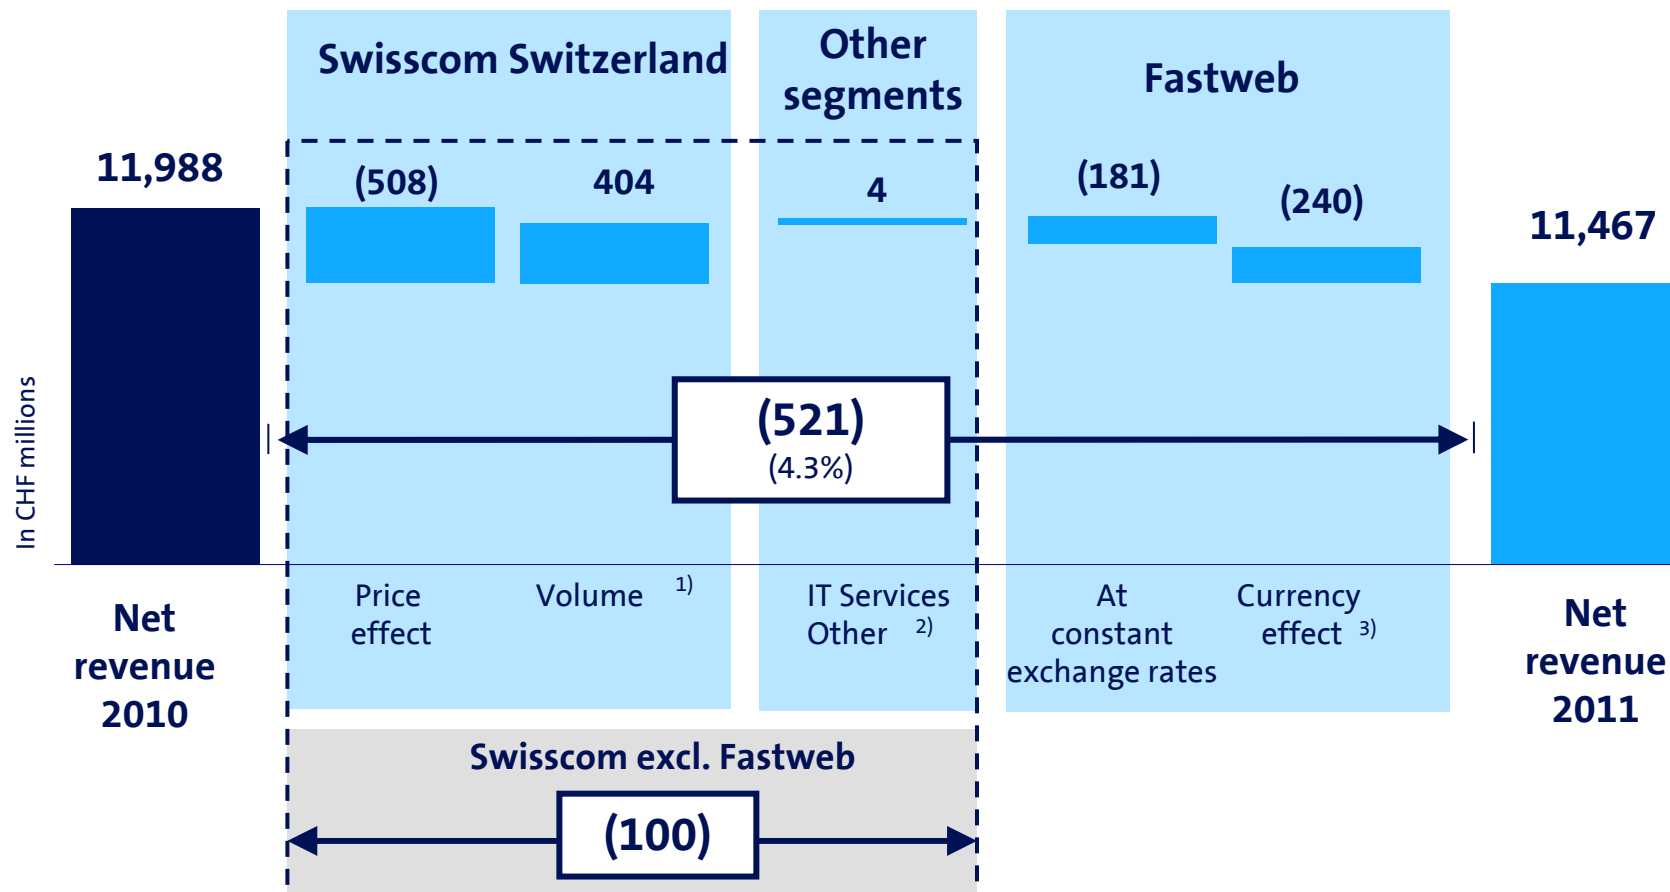 Swisscom Switzerland
Other
segments
Fastweb
11,988
(508)
404
4
(181)
(240)
11,467
In CHF millions
(521)
(4.3%)
Net
revenue
2010
Price
effect
Volume 1)
IT Services
Other 2)
At
constant
exchange rates
Currency
effect 3)
Net
revenue
2011
Swisscom excl. Fastweb
(100)